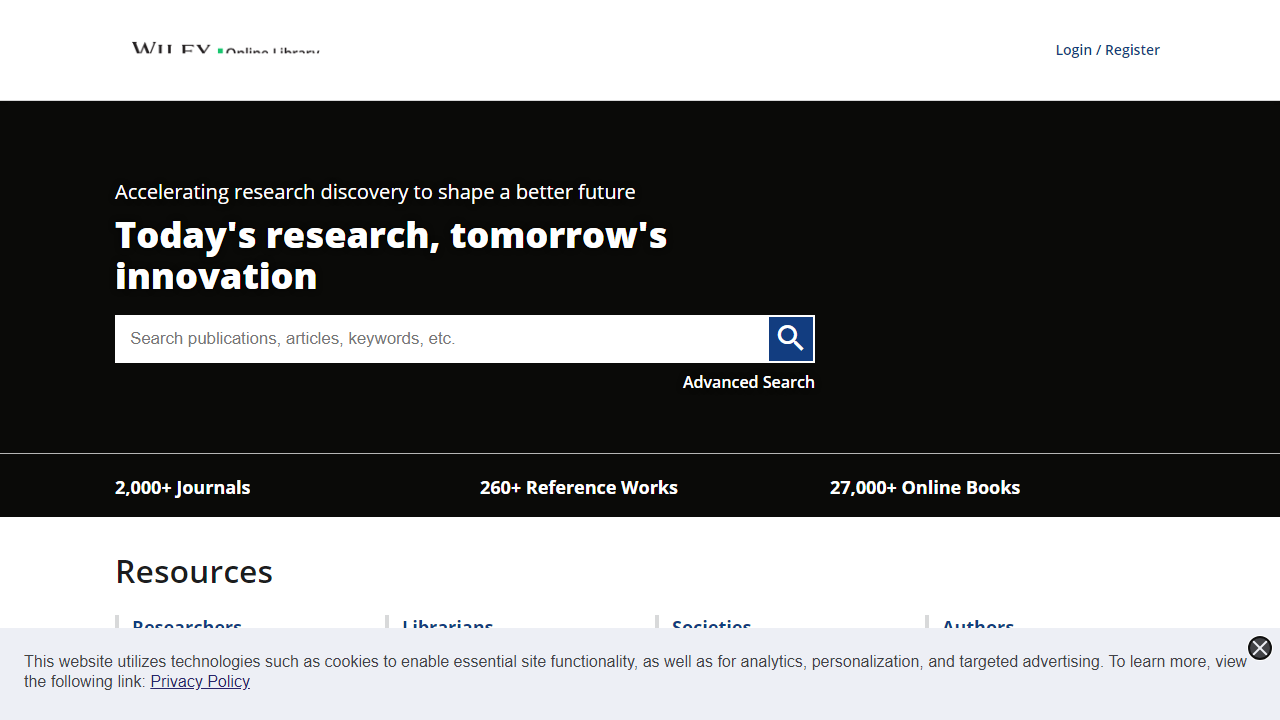 WILEY Online Library
Login / Register
Accelerating research discovery to shape a better future
Today's research, tomorrow's
innovation
Search publications, articles, keywords, etc.
Advanced Search
2,000+ Journals
260+ Reference Works
27,000+ Online Books
Resources
Researchers
Librarians
Societies
Authors
This website utilizes technologies such as cookies to enable essential site functionality, as well as for analytics, personalization, and targeted advertising. To learn more, view
the following link: Privacy Policy